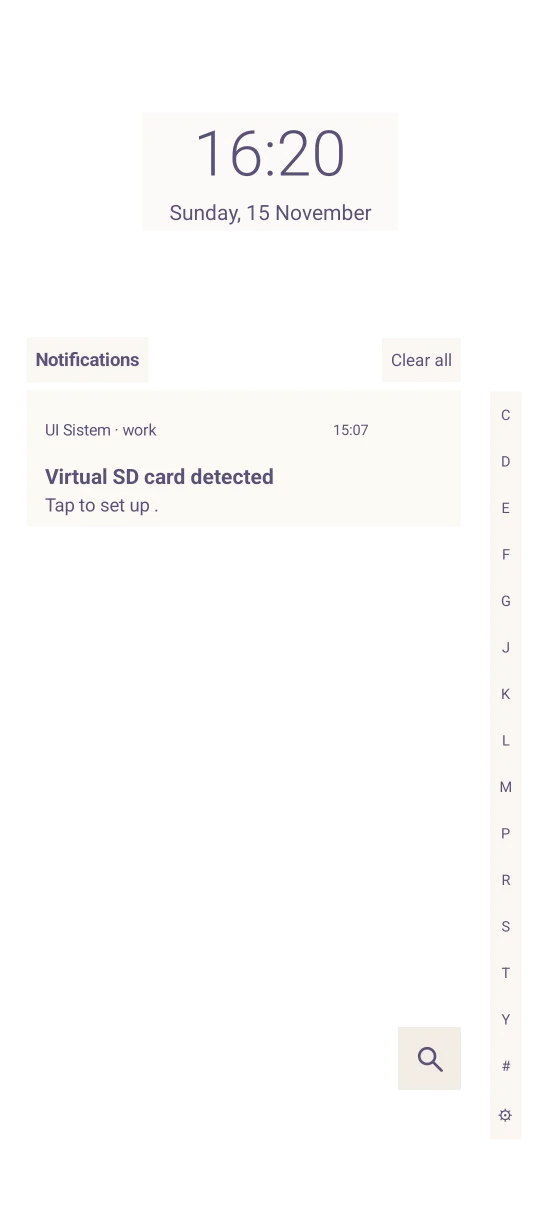 16:20
Sunday, 15 November
Notifications
Clear all
UI Sistem · work
15:07
Virtual SD card detected
Tap to set up .
C
D
E
F
G
J
K
L
M
P
R
S
T
Y
#